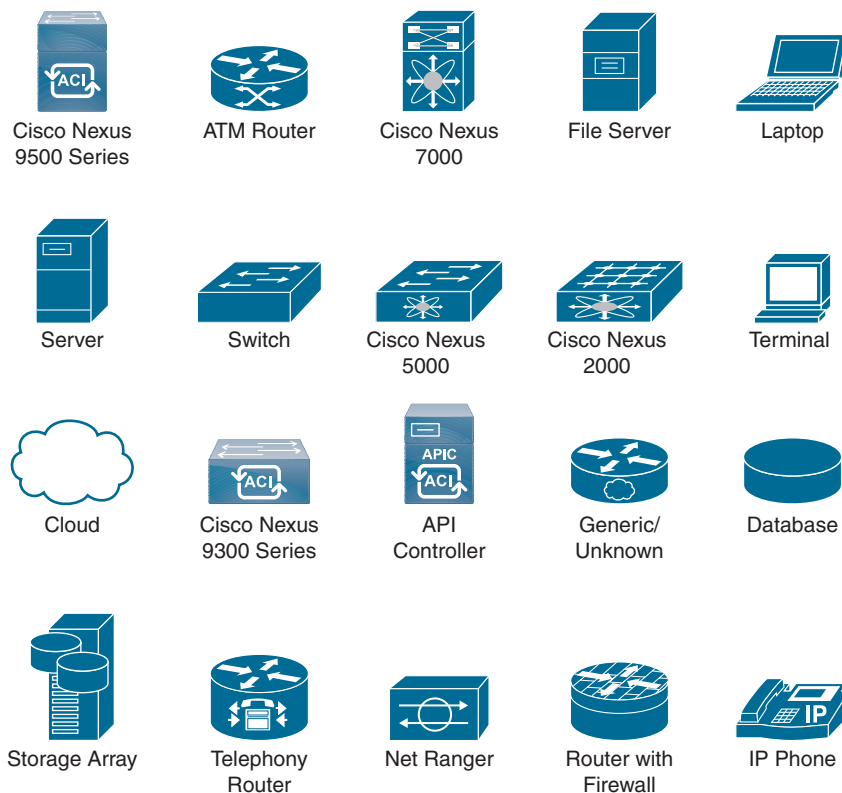 ACI
Cisco Nexus
9500 Series
ATM Router
Cisco Nexus
7000
File Server
Laptop
Server
Switch
Cisco Nexus
5000
Cisco Nexus
2000
Terminal
Cloud
ACI
Cisco Nexus
9300 Series
APIC
ACI
API
Controller
Generic/
Unknown
Database
Storage Array
Telephony
Router
Net Ranger
Router with
Firewall
IP
IP Phone